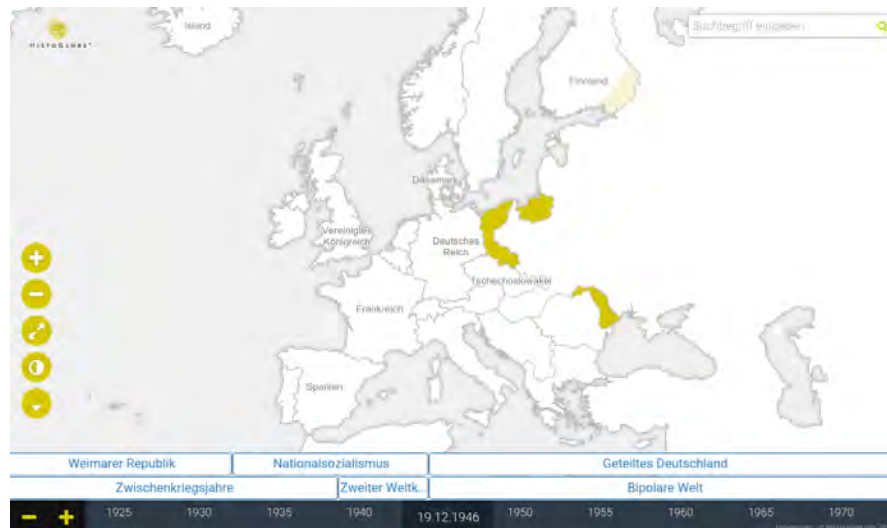 Island
HISTOGLOBE
Suchbegriff eingeben
Finnland
Dänemark
Vereinigtes
Königreich
Deutsches
Reich
Tschechoslowakei
Frankreich
Spanien
Weimarer Republik
Nationalsozialismus
Geteiltes Deutschland
Zwischenkriegsjahre
Zweiter Weltk...
Bipolare Welt
1925
1930
1935
1940
19.12.1946
1950
1955
1960
1965
1970